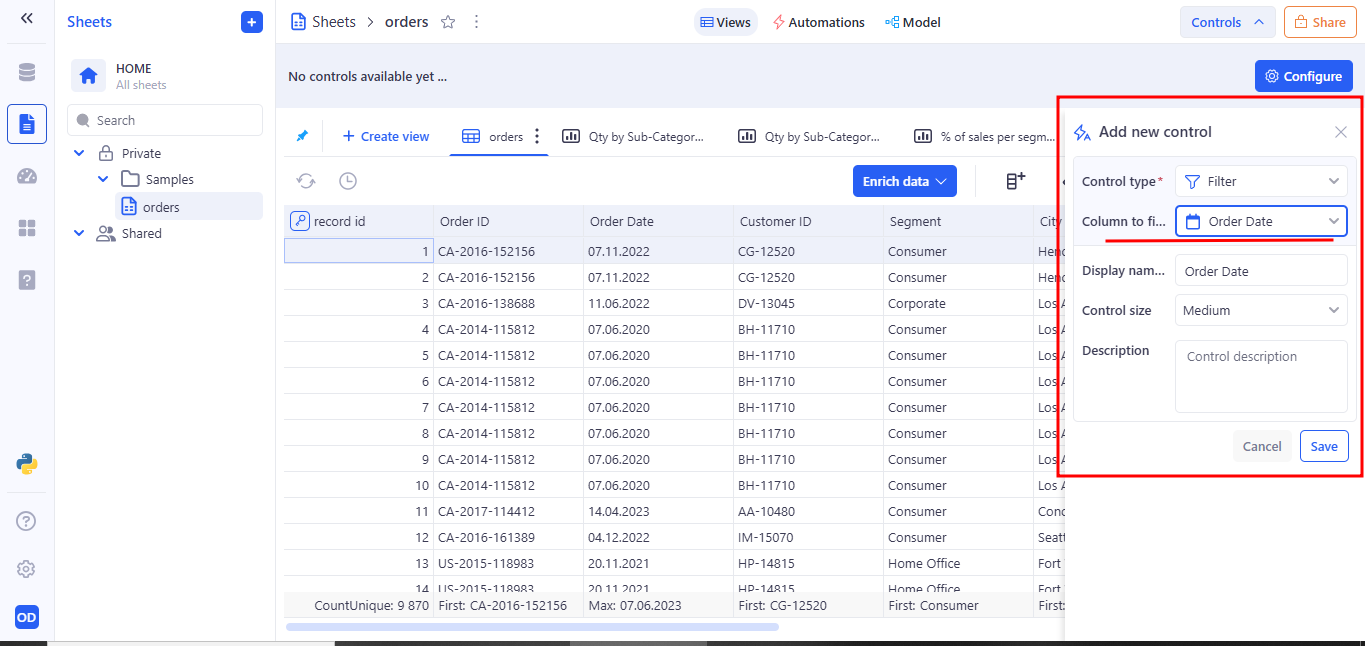 Sheets
Sheets
orders
Views
Automations
Model
Controls
Share
HOME
All sheets
Search
Private
Samples
orders
Shared
OD
No controls available yet ...
Configure
Create view
orders
Qty by Sub-Categor...
Qty by Sub-Categor...
% of sales per segm...
Enrich data
record id Order ID Order Date Customer ID Segment City
1 CA-2016-152156 07.11.2022 CG-12520 Consumer Hen
2 CA-2016-152156 07.11.2022 CG-12520 Consumer Hen
3 CA-2016-138688 11.06.2022 DV-13045 Corporate Los A
4 CA-2014-115812 07.06.2020 BH-11710 Consumer Los A
5 CA-2014-115812 07.06.2020 BH-11710 Consumer Los A
6 CA-2014-115812 07.06.2020 BH-11710 Consumer Los A
7 CA-2014-115812 07.06.2020 BH-11710 Consumer Los A
8 CA-2014-115812 07.06.2020 BH-11710 Consumer Los A
9 CA-2014-115812 07.06.2020 BH-11710 Consumer Los A
10 CA-2014-115812 07.06.2020 BH-11710 Consumer Los A
11 CA-2017-114412 14.04.2023 AA-10480 Consumer Conc
12 CA-2016-161389 04.12.2022 IM-15070 Consumer Seatt
13 US-2015-118983 20.11.2021 HP-14815 Home Office Fort
14 US-2015-118983 20.11.2021 HP-14815 Home Office Fort
CountUnique: 9 870 First: CA-2016-152156 Max: 07.06.2023 First: CG-12520 First: Consumer First:
Add new control
Control type* Filter
Column to fi... Order Date
Display nam... Order Date
Control size Medium
Description Control description
Cancel Save